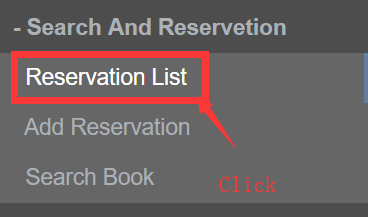 - Search And Reservetion
Reservation List
Add Reservation
Search Book
Click